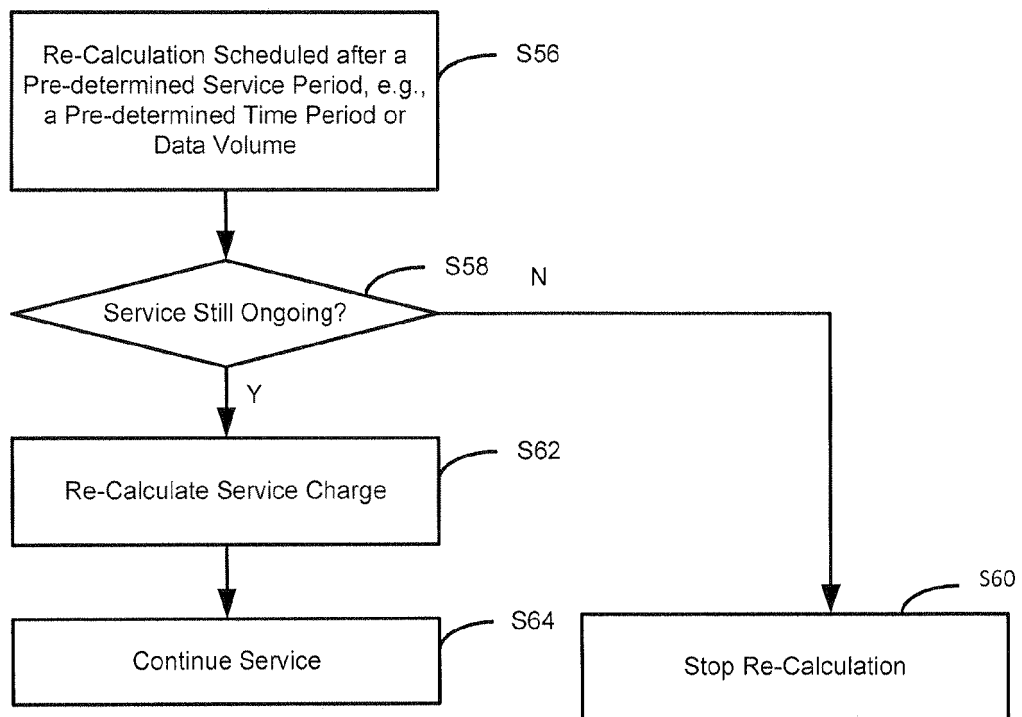 Re-Calculation Scheduled after a
Pre-determined Service Period, e.g.,
a Pre-determined Time Period or
Data Volume
S56
Service Still Ongoing?
S58
N
Y
Re-Calculate Service Charge
S62
Continue Service
S64
Stop Re-Calculation
S60